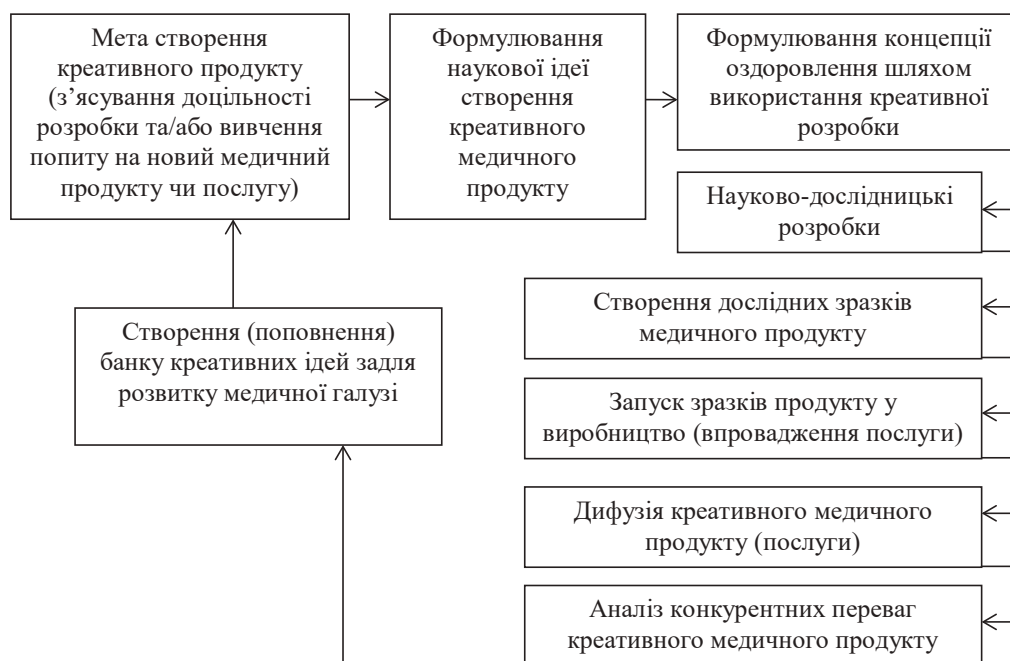 Мета створення
креативного продукту
(з’ясування доцільності
розробки та/або вивчення
попиту на новий медичний
продукту чи послугу)
Формулювання
наукової ідеї
створення
креативного
медичного
продукту
Формулювання концепції
оздоровлення шляхом
використання креативної
розробки
Науково-дослідницькі
розробки
Створення дослідних зразків
медичного продукту
Створення (поповнення)
банку креативних ідей задля
розвитку медичної галузі
Запуск зразків продукту у
виробництво (впровадження послуги)
Дифузія креативного медичного
продукту (послуги)
Аналіз конкурентних переваг
креативного медичного продукту